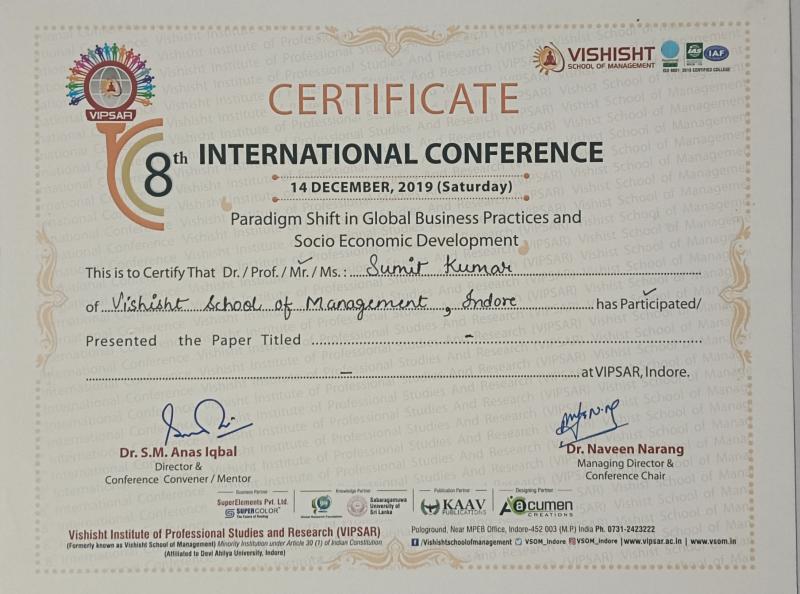 VISHISHT
SCHOOL OF MANAGEMENT
IAF
ISO 9001 : 2015 CERTIFIED COLLEGE
VIPSAR
CERTIFICATE
8th INTERNATIONAL CONFERENCE
14 DECEMBER, 2019 (Saturday)
Paradigm Shift in Global Business Practices and
Socio Economic Development
This is to Certify That Dr. / Prof. / Mr. / Ms. : Sumit Kumar
of Vishisht School of Management, Indore has Participated/
Presented the Paper Titled -
- at VIPSAR, Indore.
Dr. S.M. Anas Iqbal
Director &
Conference Convener / Mentor
Dr. Naveen Narang
Managing Director &
Conference Chair
Business Partner
SuperElements Pvt. Ltd.
SUPERCOLOR
The Future of Reading
Knowledge Partner
Global Research Foundation
Sabaragamuwa
University of
Sri Lanka
Publication Partner
KAAV
PUBLICATIONS
Designing Partner
Acumen
CREATIONS
Vishisht Institute of Professional Studies and Research (VIPSAR)
(Formerly known as Vishisht School of Management) Minority Institution under Article 30 (1) of Indian Constitution
(Affiliated to Devi Ahilya University, Indore)
Pologround, Near MPEB Office, Indore-452 003 (M.P.) India Ph. 0731-2423222
/Vishishtschoolofmanagement VSOM_Indore VSOM_indore | www.vipsar.ac.in | www.vsom.in